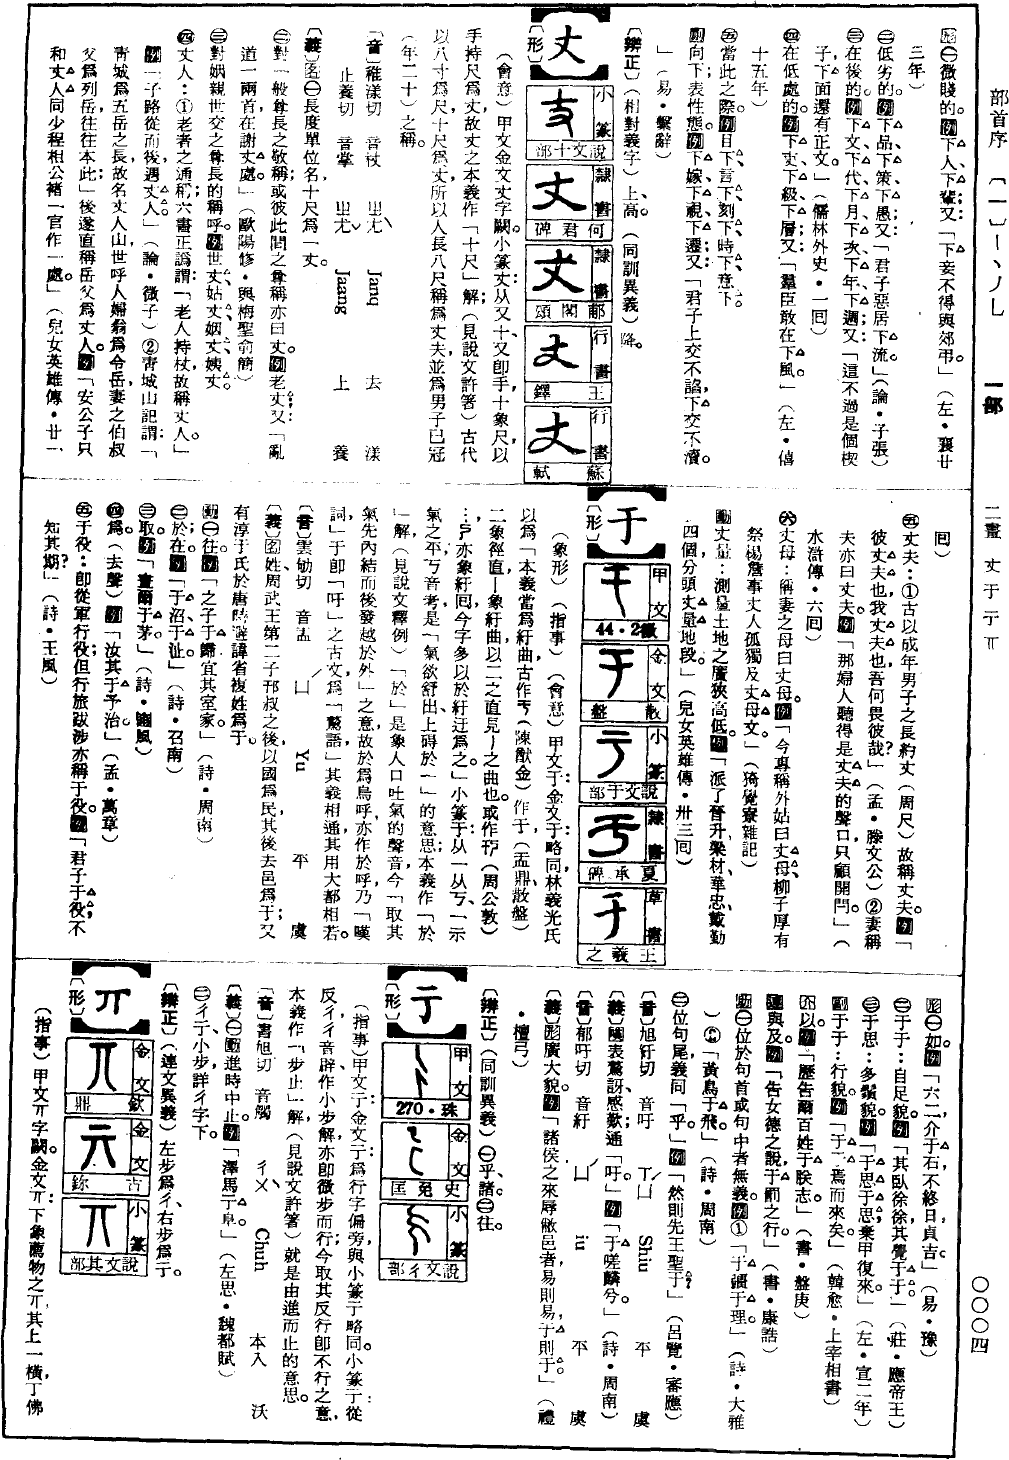 部首序 〔一〕丨、丿乚 一部 二畫 丈于亍丌 〇〇〇四
形㊀微賤的。例下人、下輩；又「下妾不得與郊弔。」（左・襄廿
三年）
㊁低劣的。例下品、下策、下愚；又「君子惡居下流。」（論・子張）
㊂在後的。例下文、下代、下月、下次、下年、下週；又「這不過是個楔
子，下面還有正文。」（儒林外史・一回）
㊃在低處的。例下丈、下級、下層；又「羣臣敢在下風。」（左・僖
十五年）
㊄當此之際。例目下、言下、刻下、時下、意下。
副向下；表性態。例下嫁、下視、下遷；又「君子上交不諂，下交不瀆。
」（易・繫辭）
〔辨正〕（相對義字）上、高。（同訓異義）降。
【丈】
〔形〕
小篆 說文十部
隸書 何君碑
隸書 郙閣頌
行書 王鐸
行書 蘇軾
（會意）甲文金文丈字闕。小篆丈：从又、十，又即手，十象尺，以
手持尺爲丈，故丈之本義作「十尺」解；（見說文許箸）古代
以八寸爲尺，十尺爲丈，所以人長八尺稱爲丈夫，並爲男子已冠
（年二十）之稱。
〔音〕稚漾切 音杖 ㄓㄤˋ Jang 去 漾
止養切 音掌 ㄓㄤˇ Jaang 上 養
〔義〕名㊀長度單位名，十尺爲一丈。
㊁對一般尊長之敬稱；或彼此間之尊稱亦曰丈。例老丈；又「亂
道一兩首，在謝丈處。」（歐陽修・與梅聖俞簡）
㊂對姻親世交之尊長的稱呼。例世丈、姑丈、姻丈、姨丈。
㊃丈人：①老者之通稱，六書正譌謂：「老人持杖，故稱丈人。」
例「子路從而後，遇丈人。」（論・微子）②靑城山記謂：「
靑城爲五岳之長，故名丈人山，世呼人婦翁爲令岳，妻之伯叔
父爲列岳，往往本此」；後遂直稱岳父爲丈人。例「安公子只
和丈人同少程相公褚一官作一處。」（兒女英雄傳・廿一
回）
㊄丈夫：①古以成年男子之長約丈（周尺）故稱丈夫。例「
彼丈夫也，我丈夫也，吾何畏彼哉？」（孟・滕文公）②妻稱
夫亦曰丈夫。例「那婦人聽得是丈夫的聲口，只顧開門。」（
水滸傳・六回）
㊅丈母：稱妻之母曰丈母。例「今專稱外姑曰丈母，柳子厚有
祭楊詹事丈人獨孤及丈母文。」（猗覺寮雜記）
動丈量：測量土地之廣狹高低。例「派了晉升、梁材、華忠、戴勤
四個，分頭丈量地段。」（兒女英雄傳・卅三回）
【于】
〔形〕
甲文 44・2徵
金文 散盤
小篆 說文于部
隸書 夏承碑
草書 王羲之
（象形）（指事）（會意）甲文于、金文于略同，林義光氏
以爲「本義當爲紆曲，古作（陳猷金）作于（盂鼎散盤）
二象徑直，丨象紆曲，以二之直見丨之曲也。或作（周公敦）
…亦象紆回；今字多以於紆迂爲之。」小篆于：从一从丂，一示
氣之平；丂音考，是「氣欲舒出，上礙於一」的意思；本義作「於
」解，（見說文釋例）「於」是象人口吐氣的聲音，今「取其
氣先內結而後發越於外」之意，故於爲烏呼，亦作於呼，乃「嘆
詞」；于即「吁」之古文，爲「驚語」，其義相通，其用大都相若。
〔音〕雲劬切 音盂 ㄩˊ Yu 平 虞
〔義〕名姓，周武王第二子邘叔之後，以國爲民，其後去邑爲于；又
有淳于氏，於唐時避諱，省複姓爲于。
動㊀往。例「之子于歸，宜其室家。」（詩・周南）
㊁於、在。例「于沼于沚。」（詩・召南）
㊂取。例「晝爾于茅。」（詩・豳風）
㊃爲。（去聲）例「汝其于予治。」（孟・萬章）
㊄于役：即從軍行役，但行旅跋涉亦稱于役。例「君子于役，不
知其期？」（詩・王風）
形㊀如。例「六二，介于石，不終日，貞吉。」（易・豫）
㊁于于：自足貌。例「其臥徐徐，其覺于于。」（莊・應帝王）
㊂于思：多鬚貌。例「于思于思，棄甲復來。」（左・宣二年）
副于于：行貌。例「于于焉而來矣。」（韓愈・上宰相書）
介以。例「歷告爾百姓于朕志。」（書・盤庚）
連與、及。例「告女德之說于罰之行。」（書・康誥）
助㊀位於句首或句中者無義。例①「于疆于理。」（詩・大雅
）②「黃鳥于飛。」（詩・周南）
㊁位句尾，義同「乎」。例「然則先王聖于？」（呂覽・審應）
〔音〕旭釪切 音吁 ㄒㄩ Shiu 平 虞
〔義〕嘆表驚訝感歎；通「吁」。例「于嗟麟兮。」（詩・周南）
〔音〕郁吁切 音紆 ㄩ iu 平 虞
〔義〕形廣大貌。例「諸侯之來辱敝邑者，易則易，于則于。」（禮
・檀弓）
〔辨正〕（同訓異義）㊀乎、諸。㊁往。
【亍】
〔形〕
甲文 270・珠
金文 史兔匡
小篆 說文彳部
（指事）甲文亍、金文亍爲行字偏旁，與小篆亍略同。小篆亍：從
反彳，彳音躃，作小步解，亦即微步而行；今取其反行即不行之意，
本義作「步止」解，（見說文許箸）就是由進而止的意思。
〔音〕書旭切 音觸 ㄔㄨˋ Chuh 本入 沃
〔義〕㊀動進時中止。例「澤馬亍阜。」（左思・魏都賦）
㊁彳亍，小步，詳彳字下。
〔辨正〕（連文異義）左步爲彳、右步爲亍。
【丌】
〔形〕
金文 欽鼎
金文 古鉨
小篆 說文其部
（指事）甲文丌字闕。金文丌：下象薦物之丌，其上一橫，丁佛